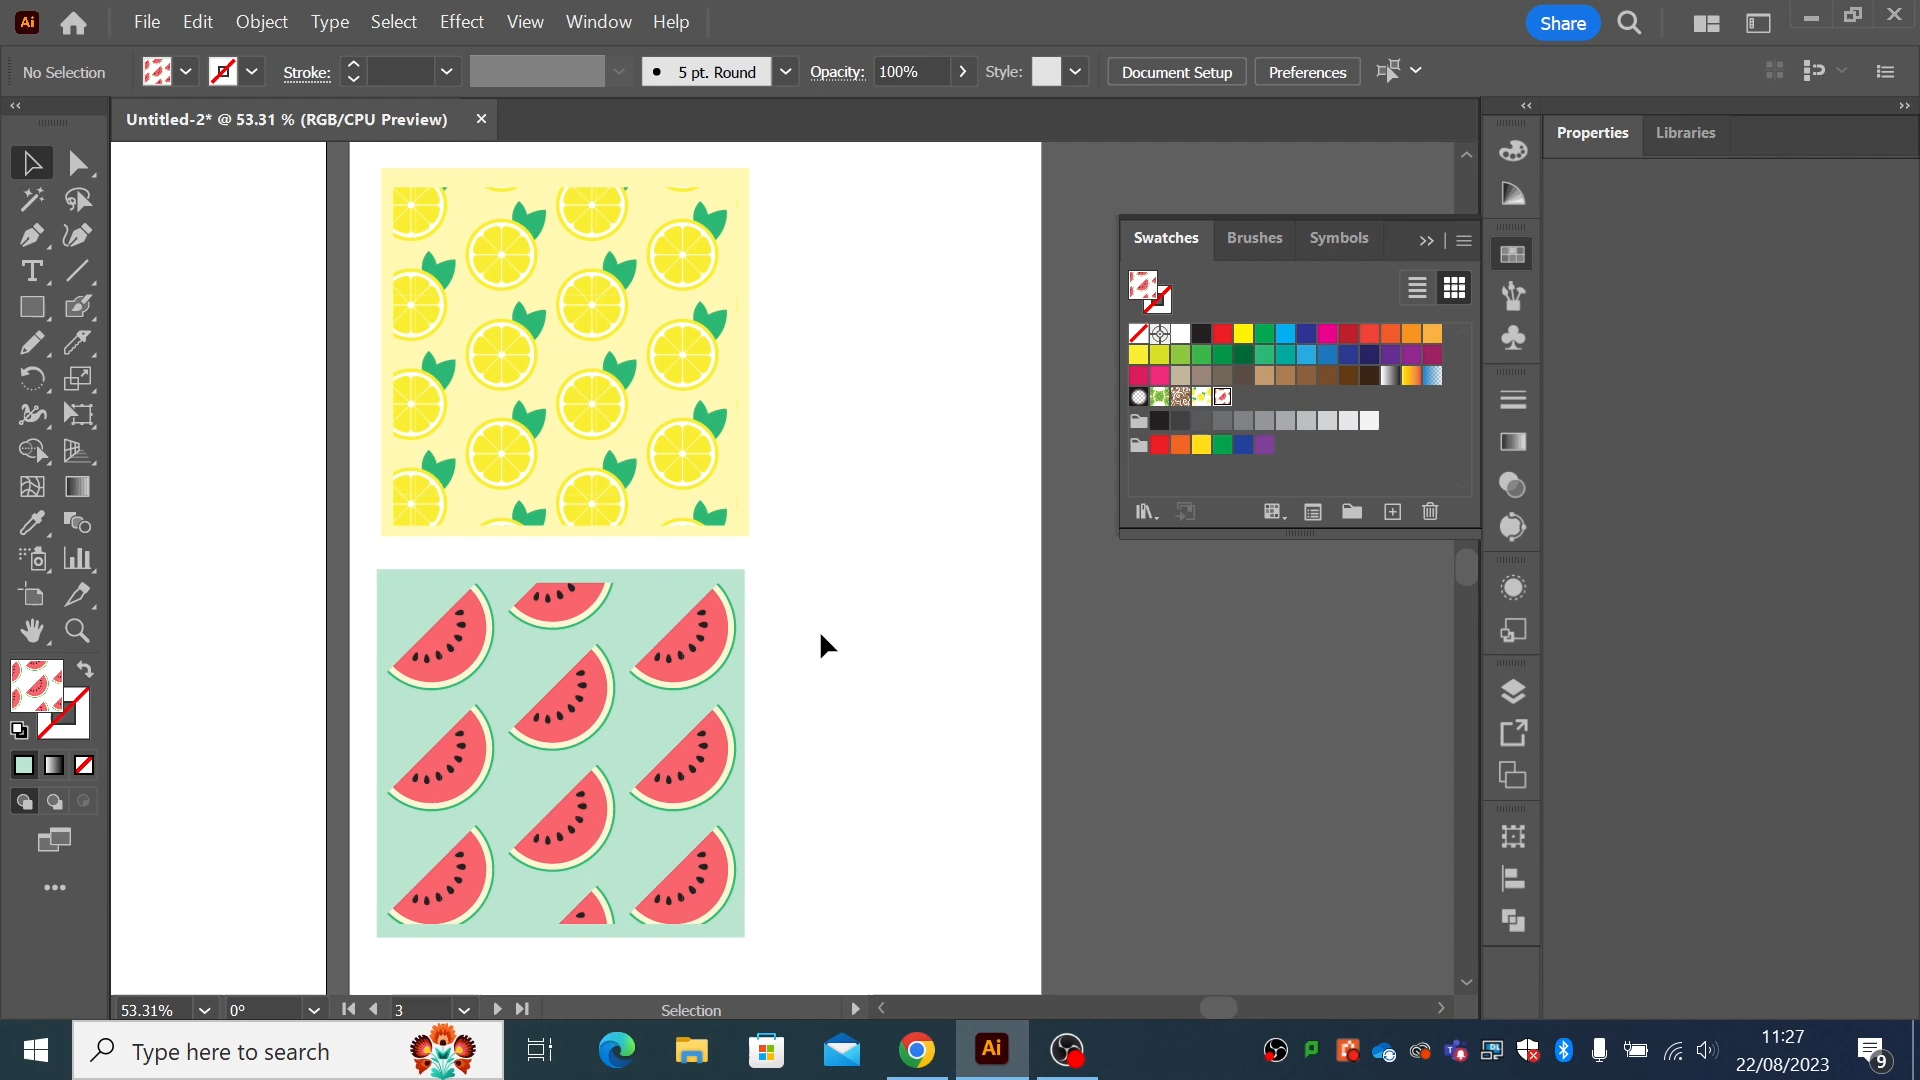 Ai File Edit Object Type Select Effect View Window Help Share
No Selection Stroke: 5 pt. Round Opacity: 100% Style: Document Setup Preferences
Untitled-2* @ 53.31 % (RGB/CPU Preview)
Properties Libraries
Swatches Brushes Symbols
53.31% 0° 3 Selection
Type here to search
Ai
11:27
22/08/2023
9